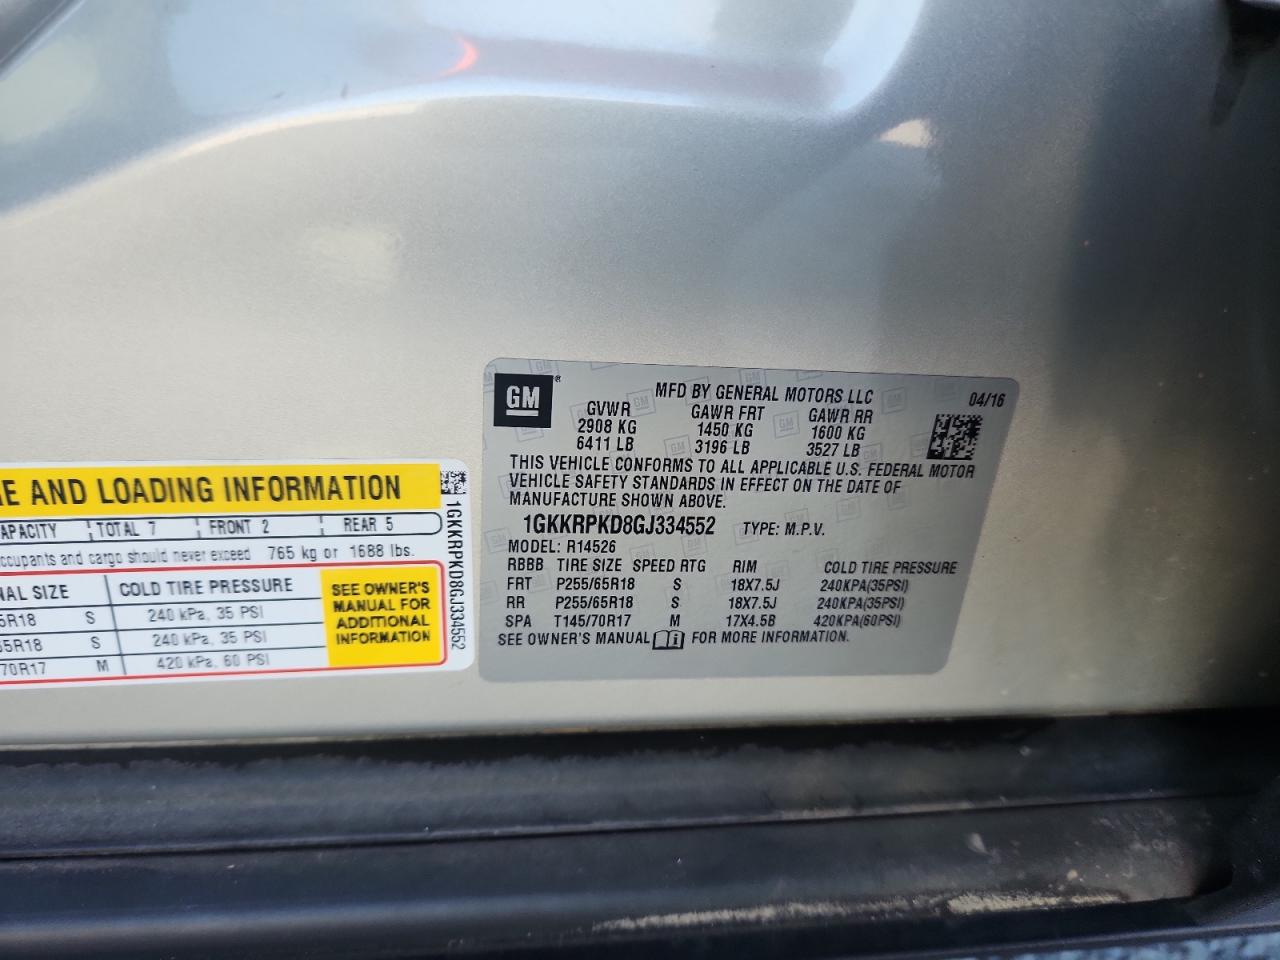 GM
MFD BY GENERAL MOTORS LLC 04/16
GVWR GAWR FRT GAWR RR
2908 KG 1450 KG 1600 KG
6411 LB 3196 LB 3527 LB
THIS VEHICLE CONFORMS TO ALL APPLICABLE U.S. FEDERAL MOTOR
VEHICLE SAFETY STANDARDS IN EFFECT ON THE DATE OF
MANUFACTURE SHOWN ABOVE.
1GKKRPKD8GJ334552 TYPE: M.P.V.
MODEL: R14526
RBBB TIRE SIZE SPEED RTG RIM COLD TIRE PRESSURE
FRT P255/65R18 S 18X7.5J 240KPA(35PSI)
RR P255/65R18 S 18X7.5J 240KPA(35PSI)
SPA T145/70R17 M 17X4.5B 420KPA(60PSI)
SEE OWNER'S MANUAL i FOR MORE INFORMATION.
AND LOADING INFORMATION
TOTAL 7 FRONT 2 REAR 5
and cargo should never exceed 765 kg or 1688 lbs.
SIZE COLD TIRE PRESSURE
5R18 S 240 kPa, 35 PSI
65R18 S 240 kPa, 35 PSI
70R17 M 420 kPa, 60 PSI
SEE OWNER'S
MANUAL FOR
ADDITIONAL
INFORMATION
1GKKRPKD8GJ334552